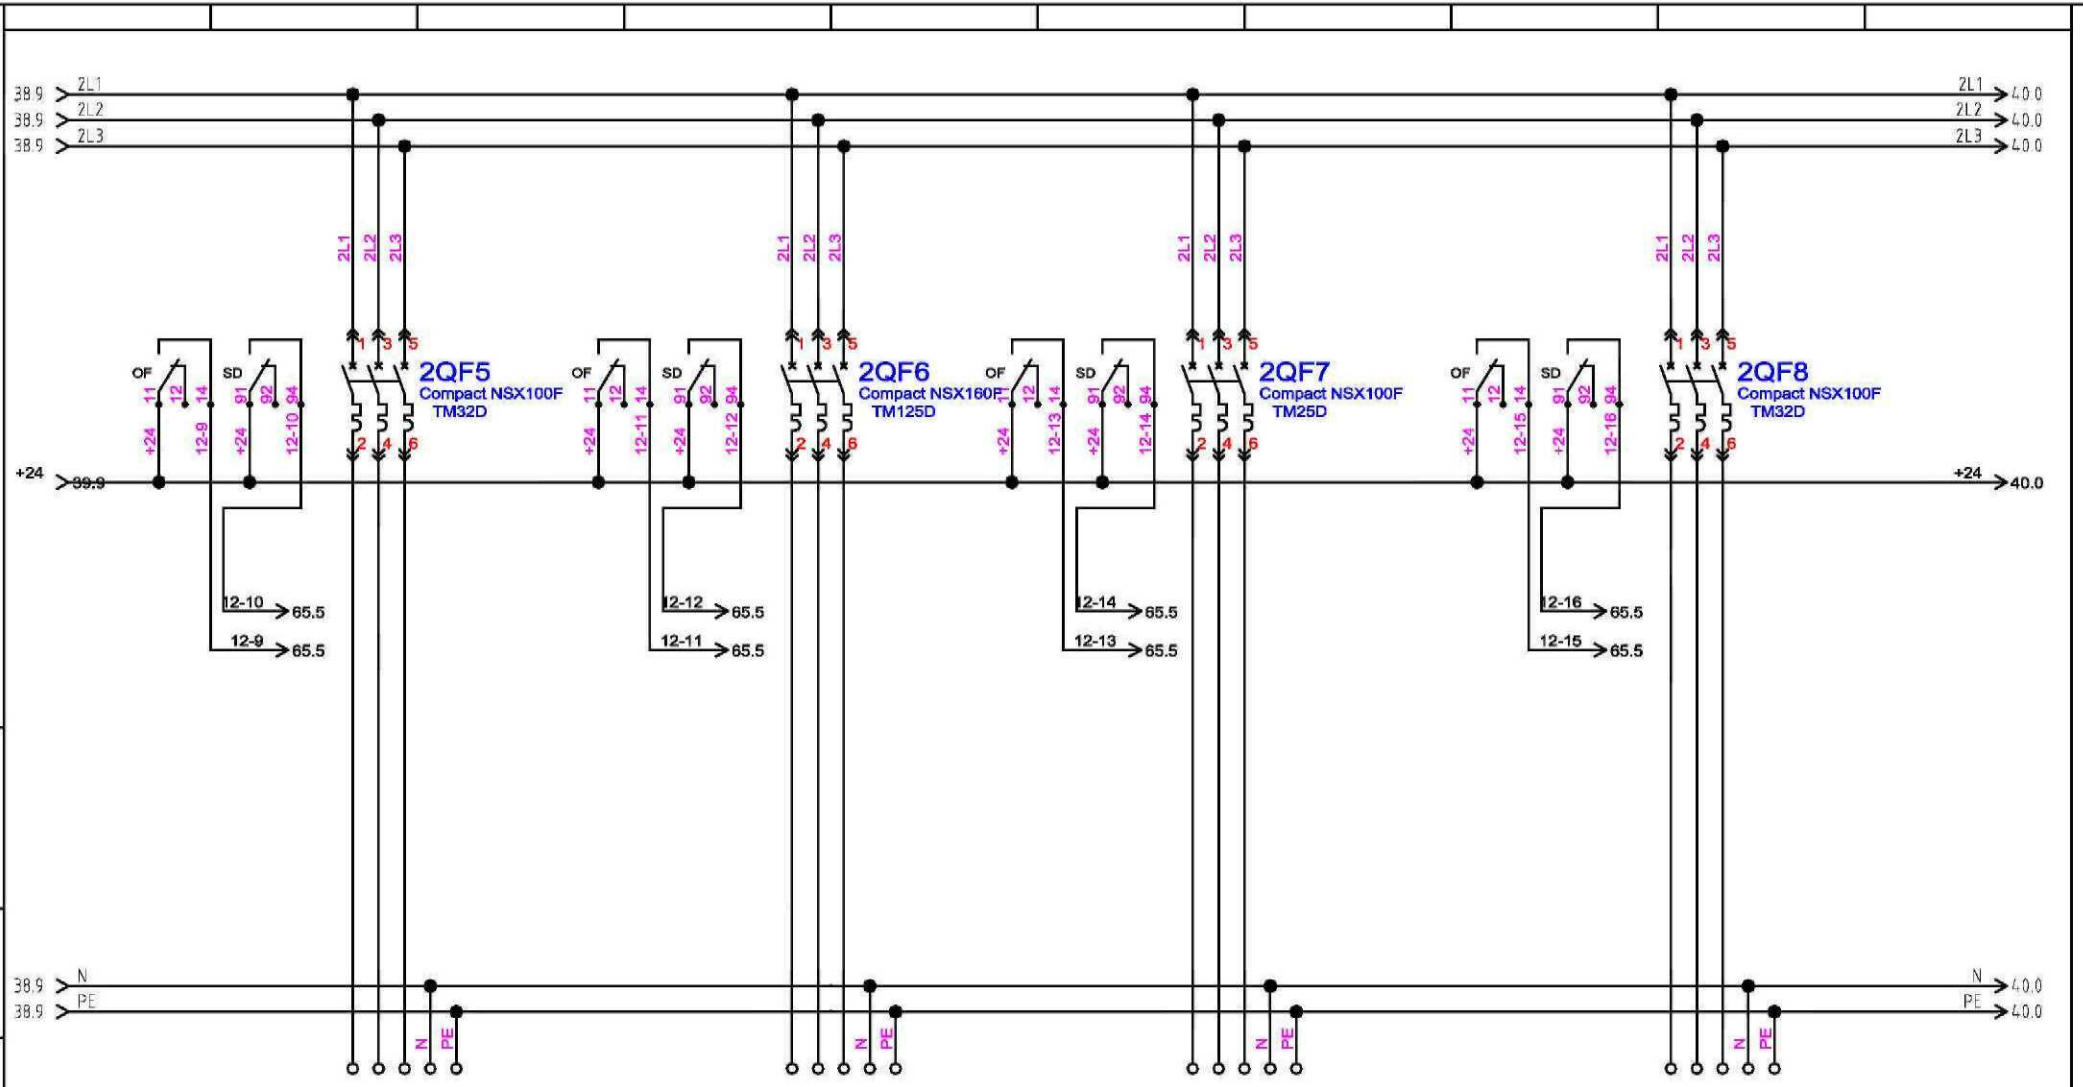 38.9 2L1 2L1 40.0
38.9 2L2 2L2 40.0
38.9 2L3 2L3 40.0
2L1 2L2 2L3 2L1 2L2 2L3 2L1 2L2 2L3 2L1 2L2 2L3
1 3 5 1 3 5 1 3 5 1 3 5
OF SD 2QF5 OF SD 2QF6 OF SD 2QF7 OF SD 2QF8
Compact NSX100F Compact NSX160F Compact NSX100F Compact NSX100F
TM32D TM125D TM25D TM32D
11 12 14 91 92 94 11 12 14 91 92 94 11 12 14 91 92 94 11 12 14 91 92 94
+24 12-9 +24 12-10 +24 12-11 +24 12-12 +24 12-13 +24 12-14 +24 12-15 +24 12-16
2 4 6 2 4 6 2 4 6 2 4 6
+24 39.9 +24 40.0
12-10 65.5 12-12 65.5 12-14 65.5 12-16 65.5
12-9 65.5 12-11 65.5 12-13 65.5 12-15 65.5
38.9 N N 40.0
38.9 PE PE 40.0
N PE N PE N PE N PE